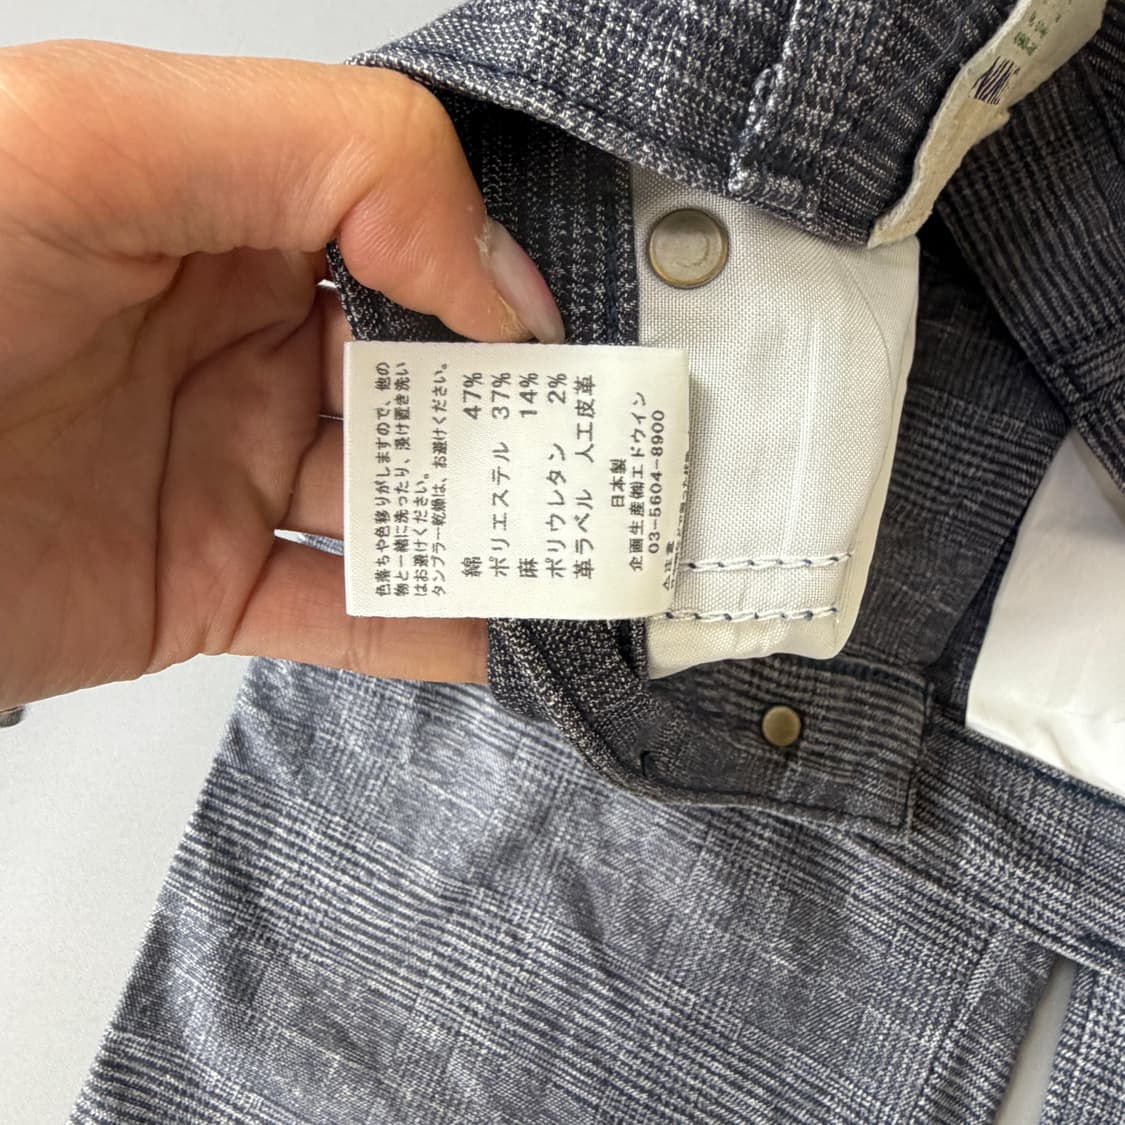 色落ちや色移りがしますので、他の
物と一緒に洗ったり、浸け置き洗い
はお避けください。
タンブラー乾燥は、お避けください。
綿 47%
ポリエステル 37%
麻 14%
ポリウレタン 2%
革ラベル 人工皮革
日本製
企画生産㈱エドウイン
03-5604-8900